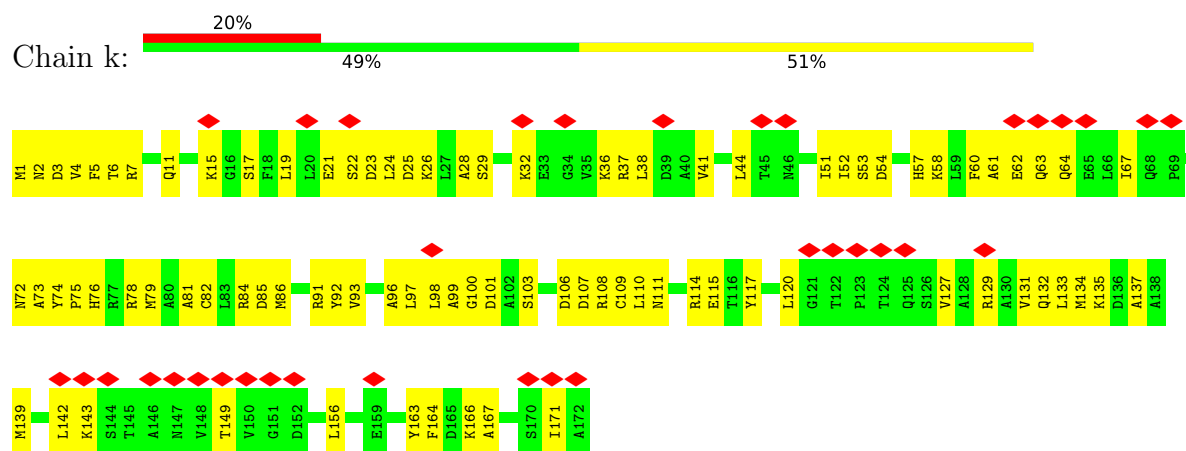 20%
Chain k:
49% 51%
M1 N2 D3 V4 F5 T6 R7 Q11 K15 G16 S17 F18 L19 L20 E21 S22 D23 L24 D25 K26 L27 A28 S29 K32 E33 G34 V35 K36 R37 L38 D39 A40 V41 L44 T45 N46 I51 I52 S53 D54 H57 K58 L59 F60 A61 E62 Q63 Q64 E65 L66 I67 Q68 P69
N72 A73 Y74 P75 H76 R77 R78 M79 A80 A81 C82 L83 R84 D85 M86 R91 Y92 V93 A96 L97 L98 A99 G100 D101 A102 S103 D106 D107 R108 C109 L110 N111 R114 E115 T116 Y117 L120 G121 T122 P123 T124 Q125 S126 V127 A128 R129 A130 V131 Q132 L133 M134 K135 D136 A137 A138
M139 L142 K143 S144 T145 A146 N147 V148 T149 V150 G151 D152 L156 E159 Y163 F164 D165 K166 A167 S170 I171 A172